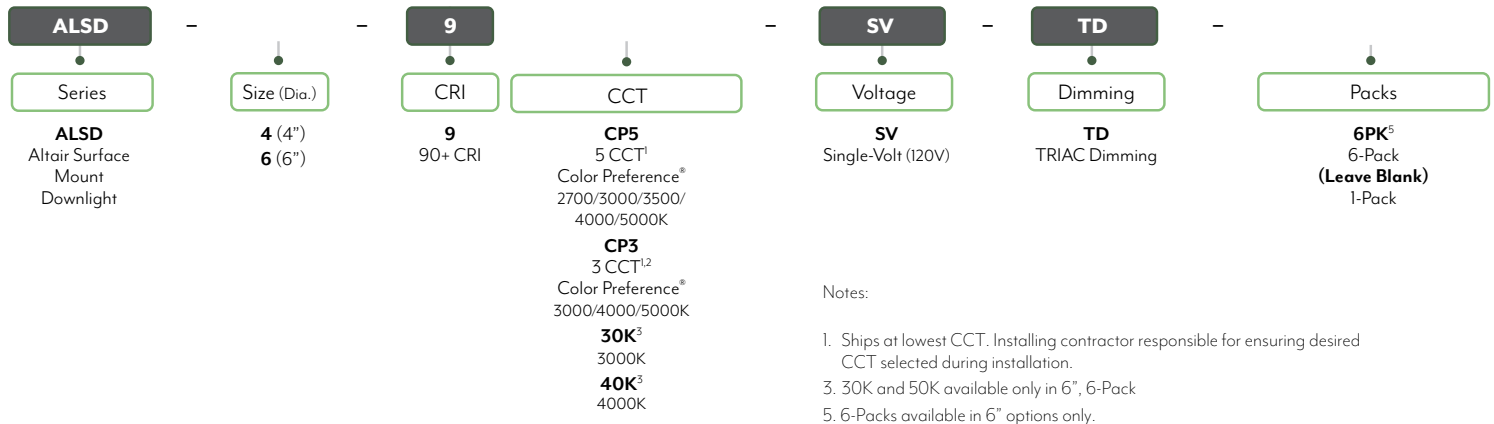 ALSD – – 9 – SV – TD –
Series Size (Dia.) CRI CCT Voltage Dimming Packs
ALSD
Altair Surface
Mount
Downlight
4 (4”)
6 (6”)
9
90+ CRI
CP5
5 CCT¹
Color Preference®
2700/3000/3500/
4000/5000K
CP3
3 CCT¹,²
Color Preference®
3000/4000/5000K
30K³
3000K
40K³
4000K
SV
Single-Volt (120V)
TD
TRIAC Dimming
6PK⁵
6-Pack
(Leave Blank)
1-Pack
Notes:
1. Ships at lowest CCT. Installing contractor responsible for ensuring desired
CCT selected during installation.
3. 30K and 50K available only in 6”, 6-Pack
5. 6-Packs available in 6” options only.